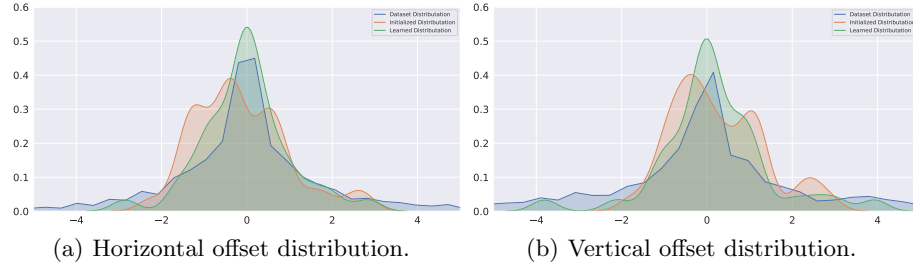 Dataset Distribution
Initialized Distribution
Learned Distribution
0.6
0.5
0.4
0.3
0.2
0.1
0.0
−4 −2 0 2 4
(a) Horizontal offset distribution.
Dataset Distribution
Initialized Distribution
Learned Distribution
0.6
0.5
0.4
0.3
0.2
0.1
0.0
−4 −2 0 2 4
(b) Vertical offset distribution.